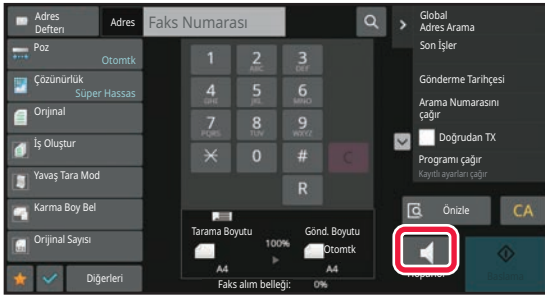 Adres
Defteri
Adres
Faks Numarası
Poz
Otomtk
Çözünürlük
Süper Hassas
Orijinal
İş Oluştur
Yavaş Tara Mod
Karma Boy Bel
Orijinal Sayısı
Diğerleri
1
2
ABC
3
DEF
4
GHI
5
JKL
6
MNO
7
PQRS
8
TUV
9
WXYZ
0
#
C
R
Tarama Boyutu
100%
Gönd. Boyutu
Otomtk
A4
A4
Faks alım belleği: 0%
Global
Adres Arama
Son İşler
Gönderme Tarihçesi
Arama Numarasını
çağır
Doğrudan TX
Programı çağır
Kayıtlı ayarları çağır
Önizle
CA